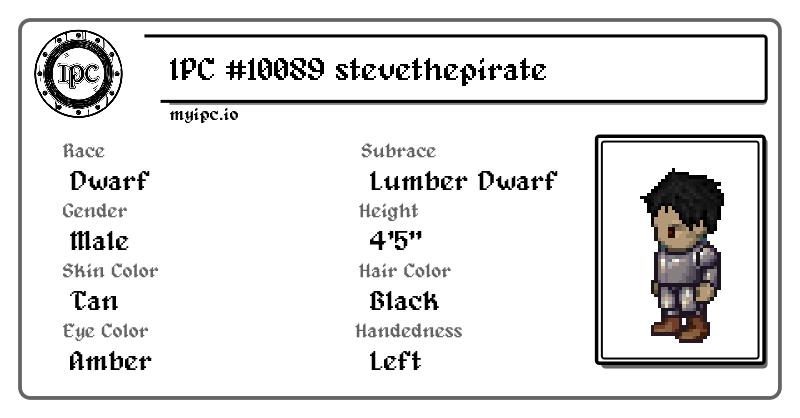 IPC
IPC #10089 stevethepirate
myipc.io
Race
Dwarf
Subrace
Lumber Dwarf
Gender
Male
Height
4'5"
Skin Color
Tan
Hair Color
Black
Eye Color
Amber
Handedness
Left